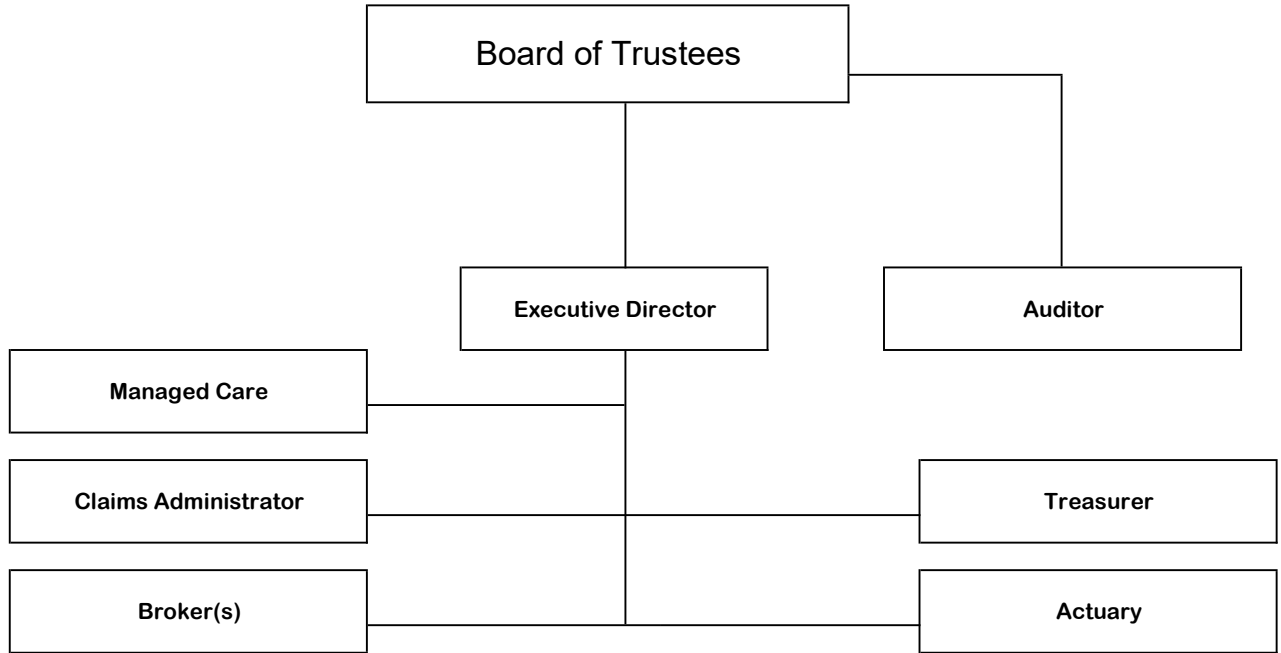 Board of Trustees
Executive Director
Auditor
Managed Care
Claims Administrator
Treasurer
Broker(s)
Actuary